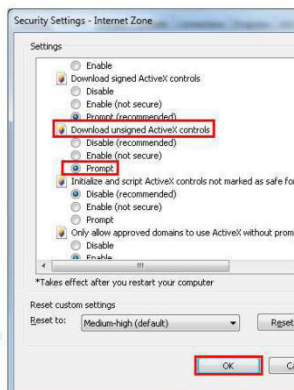 Security Settings - Internet Zone
Settings
Enable
Download signed ActiveX controls
Disable
Enable (not secure)
Prompt (recommended)
Download unsigned ActiveX controls
Disable (recommended)
Enable (not secure)
Prompt
Initialize and script ActiveX controls not marked as safe for
Disable (recommended)
Enable (not secure)
Prompt
Only allow approved domains to use ActiveX without prom
Disable
Enable
*Takes effect after you restart your computer
Reset custom settings
Reset to: Medium-high (default) Reset
OK Ca